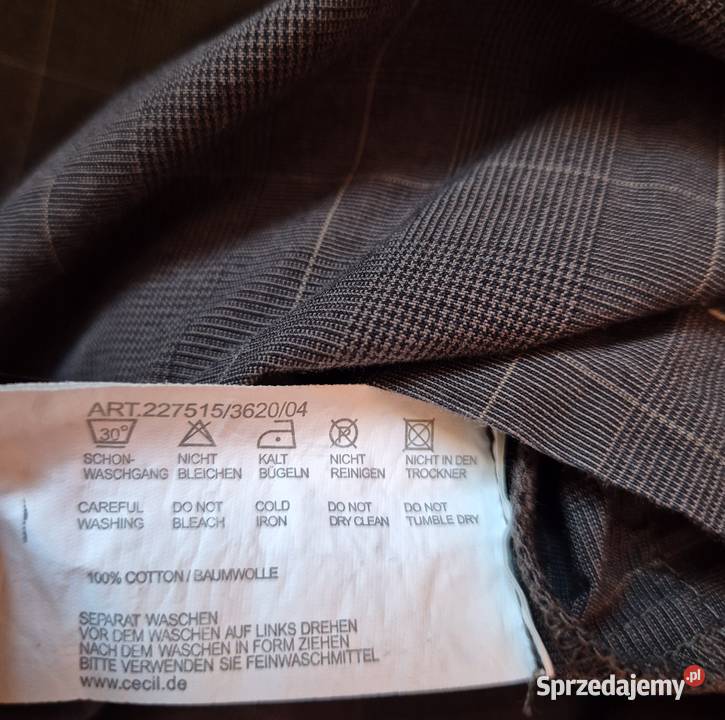 ART.227515/3620/04
30°
SCHON- NICHT KALT NICHT NICHT IN DEN
WASCHGANG BLEICHEN BÜGELN REINIGEN TROCKNER
CAREFUL DO NOT COLD DO NOT DO NOT
WASHING BLEACH IRON DRY CLEAN TUMBLE DRY
100% COTTON / BAUMWOLLE
SEPARAT WASCHEN
VOR DEM WASCHEN AUF LINKS DREHEN
NACH DEM WASCHEN IN FORM ZIEHEN
BITTE VERWENDEN SIE FEINWASCHMITTEL
www.cecil.de
Sprzedajemy.pl